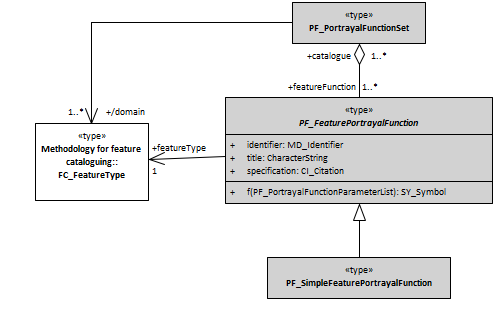 «type»
PF_PortrayalFunctionSet
+catalogue 1..*
+featureFunction 1..*
1..* +/domain
«type»
Methodology for feature
cataloguing::
FC_FeatureType
+featureType
1
«type»
PF_FeaturePortrayalFunction
+ identifier: MD_Identifier
+ title: CharacterString
+ specification: CI_Citation
+ f(PF_PortrayalFunctionParameterList): SY_Symbol
«type»
PF_SimpleFeaturePortrayalFunction